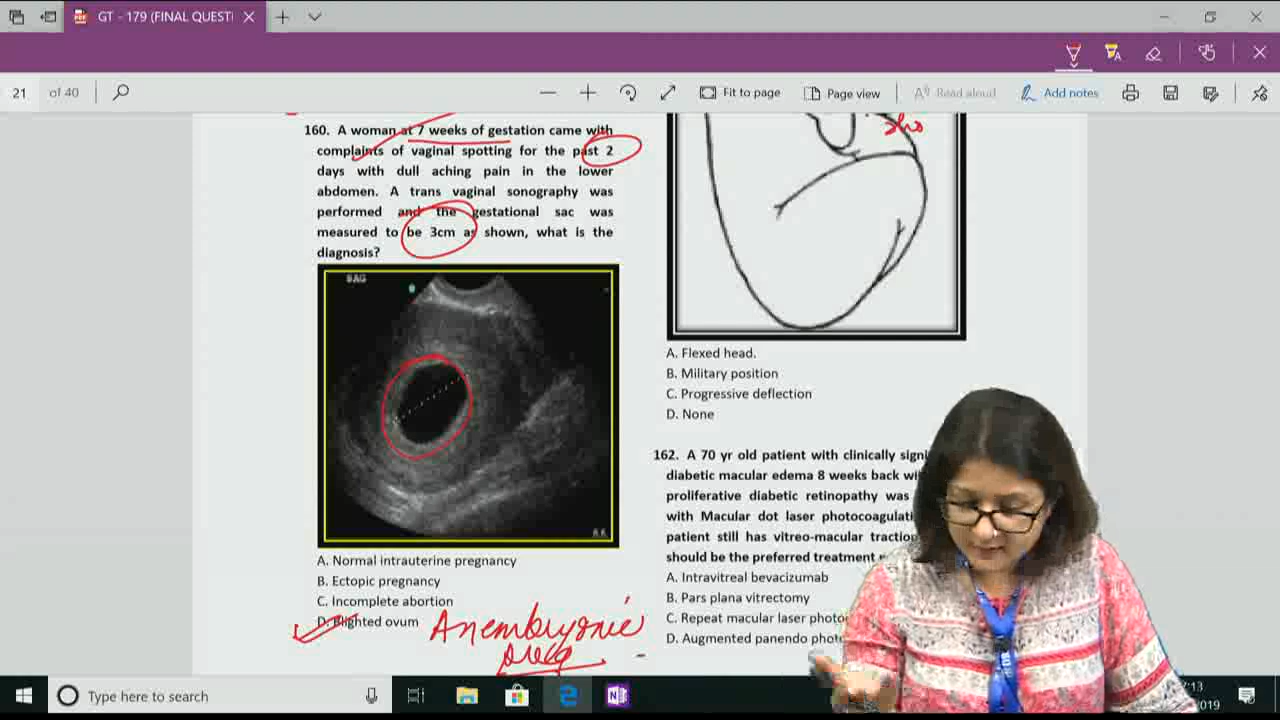 GT - 179 (FINAL QUESTI
21 of 40
Fit to page
Page view
Read aloud
Add notes
160. A woman at 7 weeks of gestation came with
complaints of vaginal spotting for the past 2
days with dull aching pain in the lower
abdomen. A trans vaginal sonography was
performed and the gestational sac was
measured to be 3cm as shown, what is the
diagnosis?
SAG
A. Normal intrauterine pregnancy
B. Ectopic pregnancy
C. Incomplete abortion
D. Blighted ovum
Anembryonic
A. Flexed head.
B. Military position
C. Progressive deflection
D. None
162. A 70 yr old patient with clinically
diabetic macular edema 8 weeks back
proliferative diabetic retinopathy was
with Macular dot laser
patient still has vitreo-macular
should be the preferred treatment
A. Intravitreal bevacizumab
B. Pars plana vitrectomy
C. Repeat macular laser
D. Augmented panendo
Type here to search